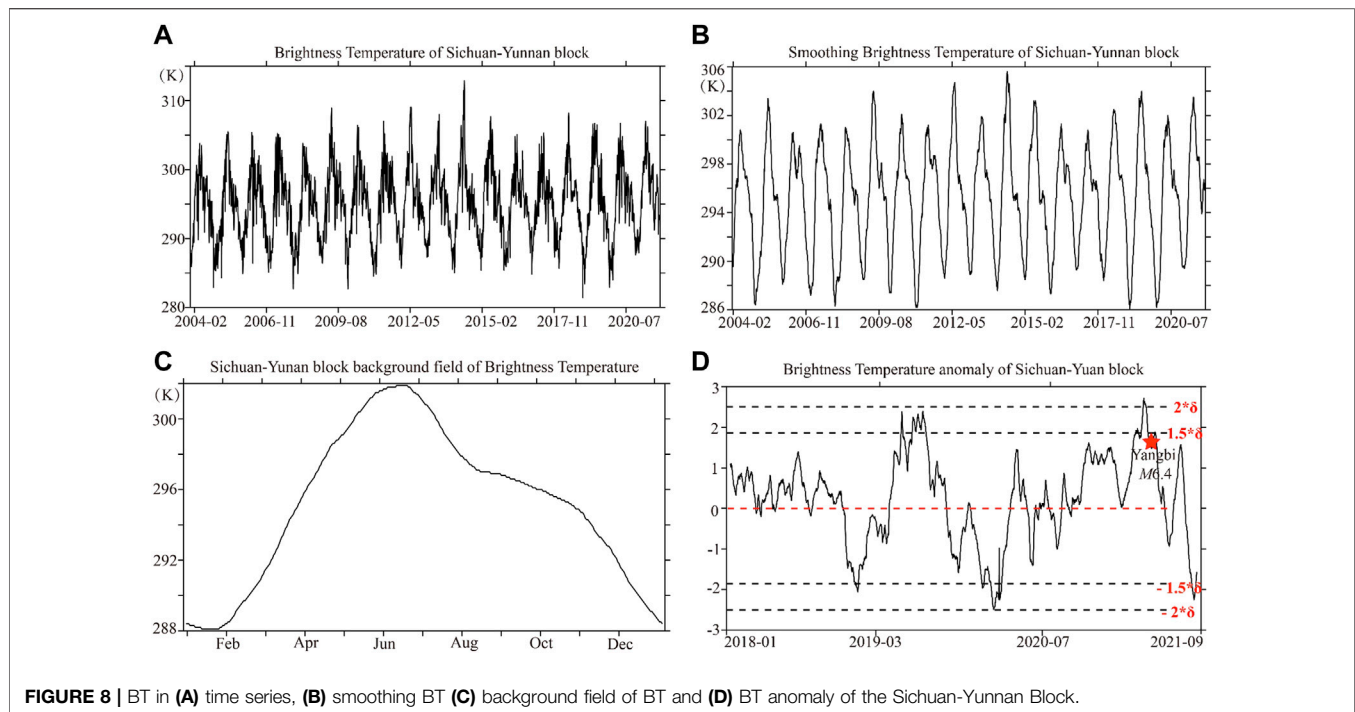 A
Brightness Temperature of Sichuan-Yunnan block
(K)
310
300
290
280
2004-02 2006-11 2009-08 2012-05 2015-02 2017-11 2020-07
B
Smoothing Brightness Temperature of Sichuan-Yunnan block
306
(K)
302
298
294
290
286
2004-02 2006-11 2009-08 2012-05 2015-02 2017-11 2020-07
C
Sichuan-Yunan block background field of Brightness Temperature
(K)
300
296
292
288
Feb Apr Jun Aug Oct Dec
D
Brightness Temperature anomaly of Sichuan-Yuan block
3
2
1
0
-1
-2
-3
2*δ
1.5*δ
Yangbi
M6.4
- 1.5*δ
- 2*δ
2018-01 2019-03 2020-07 2021-09
FIGURE 8 | BT in (A) time series, (B) smoothing BT (C) background field of BT and (D) BT anomaly of the Sichuan-Yunnan Block.